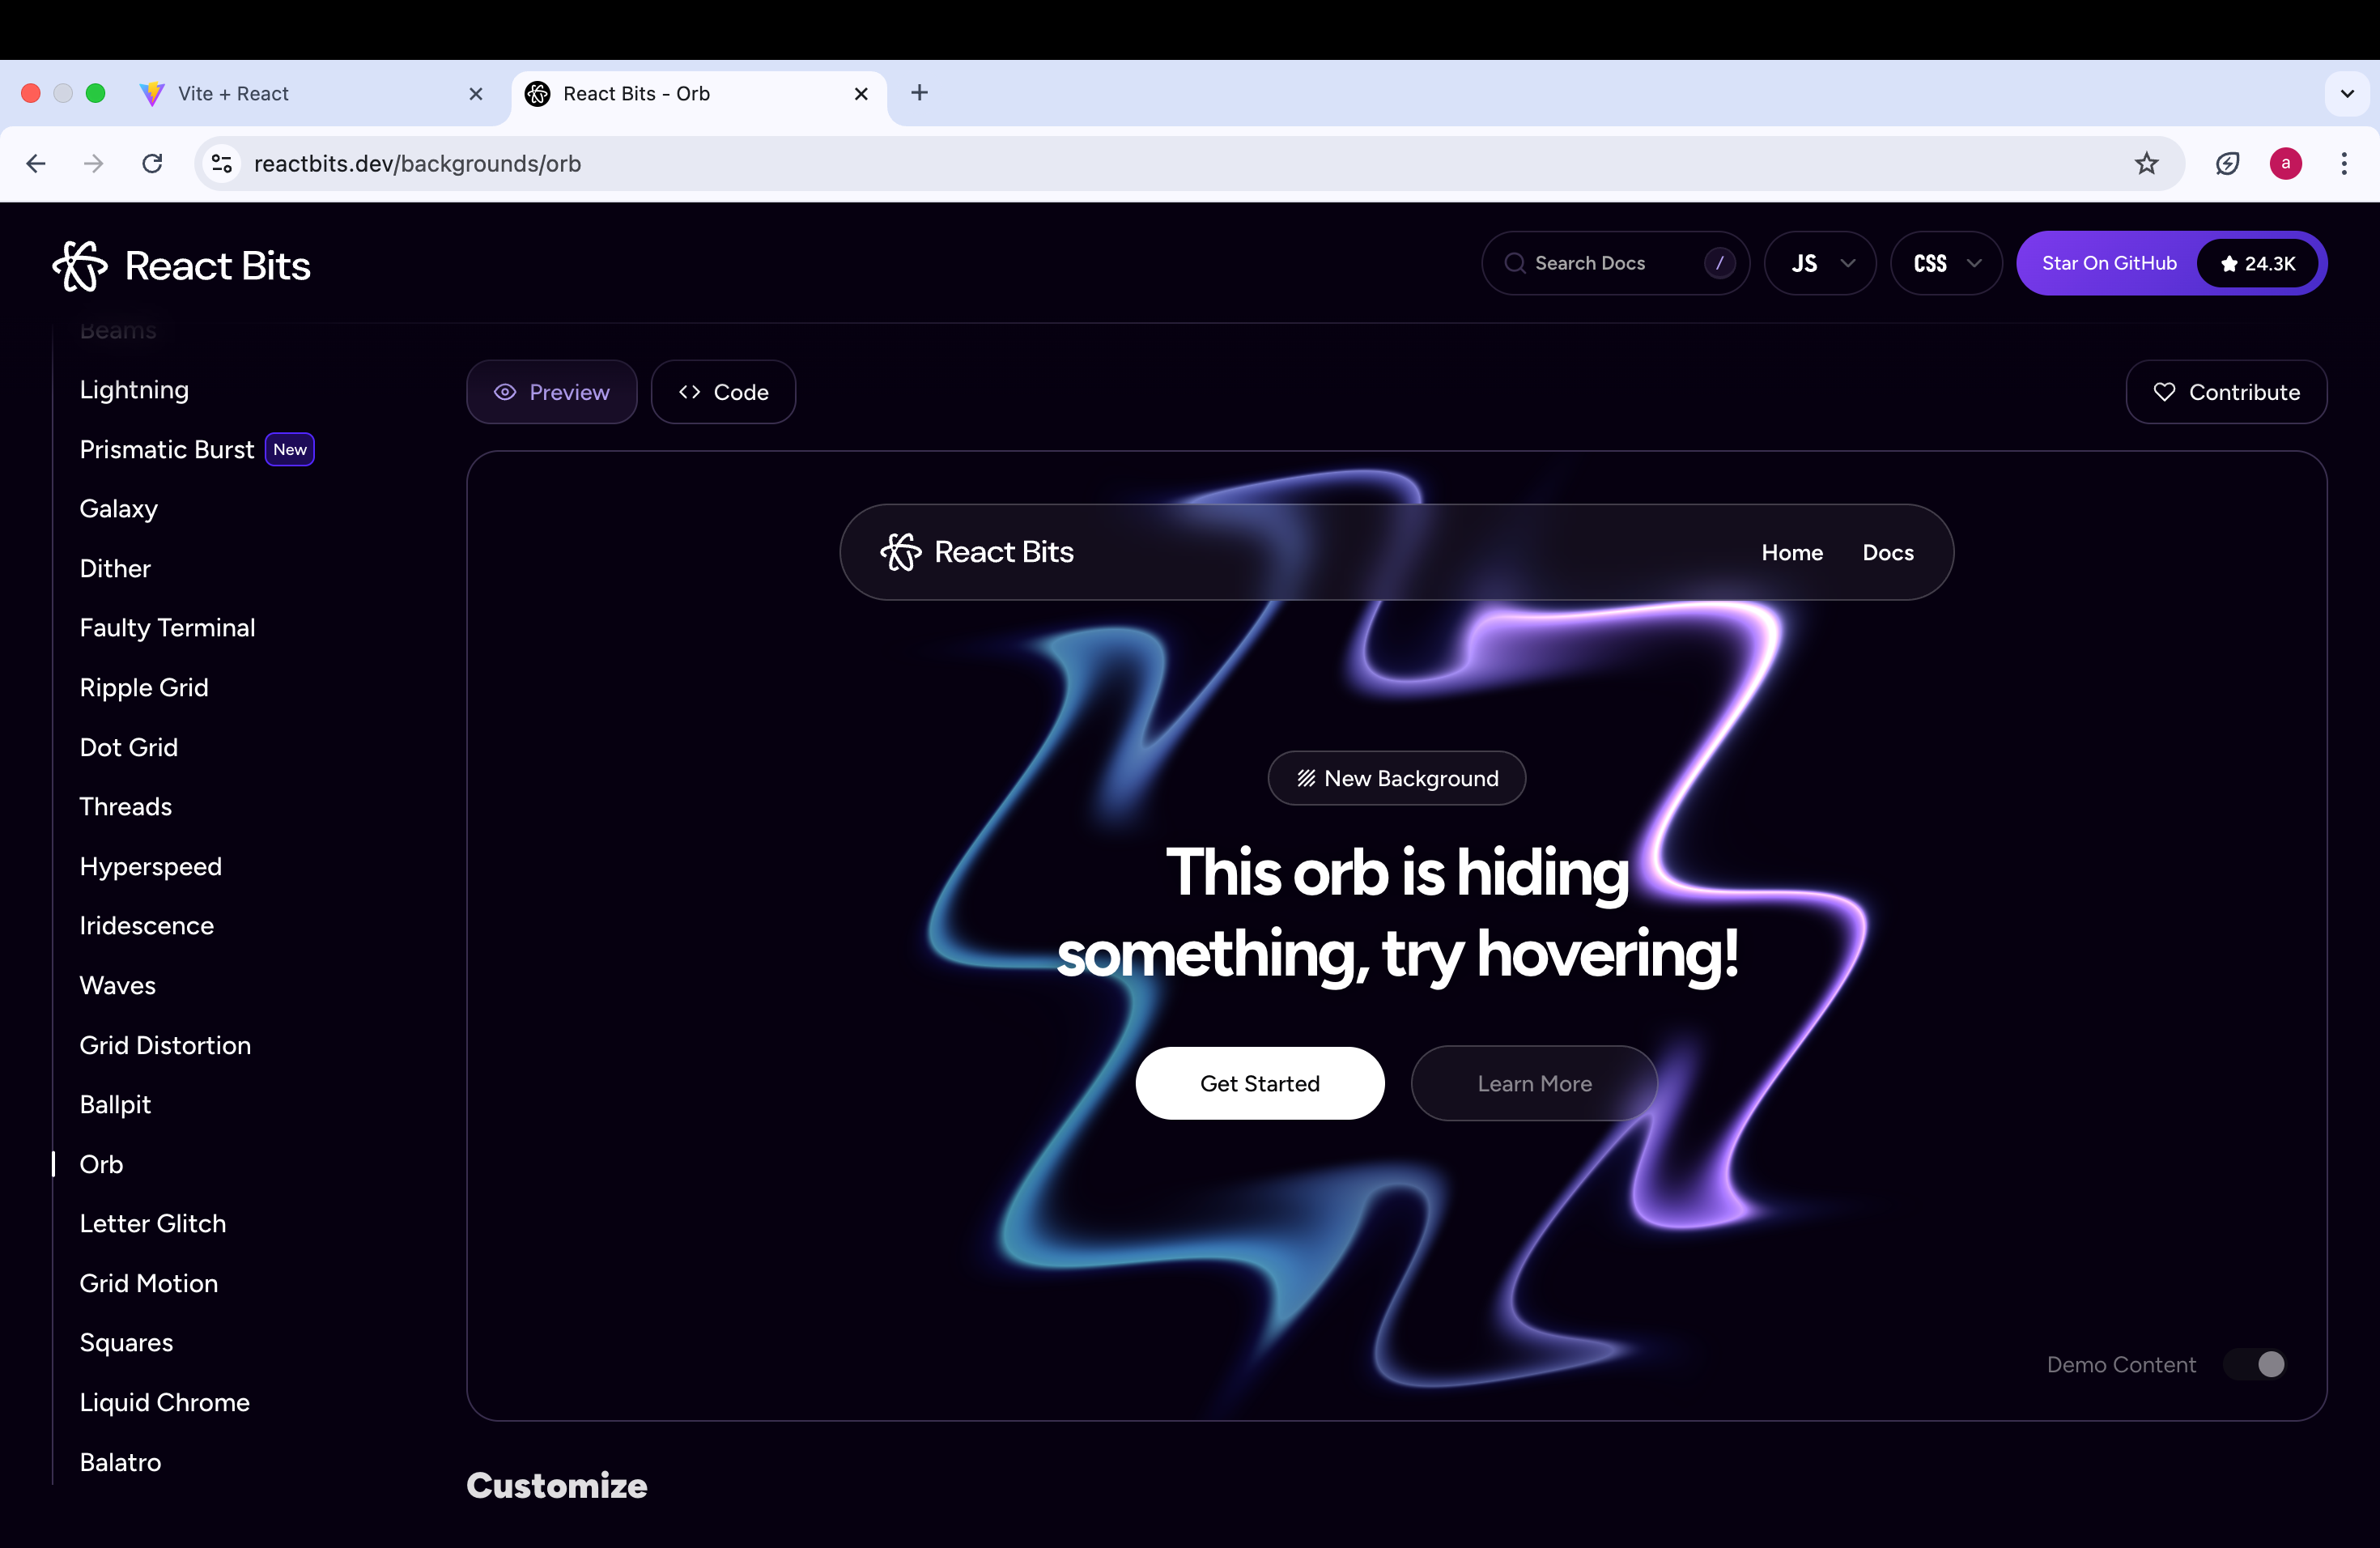 Vite + React
React Bits - Orb
reactbits.dev/backgrounds/orb
a
React Bits
Search Docs
/
JS
CSS
Star On GitHub
24.3K
Beams
Lightning
Prismatic Burst New
Galaxy
Dither
Faulty Terminal
Ripple Grid
Dot Grid
Threads
Hyperspeed
Iridescence
Waves
Grid Distortion
Ballpit
Orb
Letter Glitch
Grid Motion
Squares
Liquid Chrome
Balatro
Preview
<> Code
Contribute
React Bits
Home
Docs
New Background
This orb is hiding
something, try hovering!
Get Started
Learn More
Demo Content
Customize